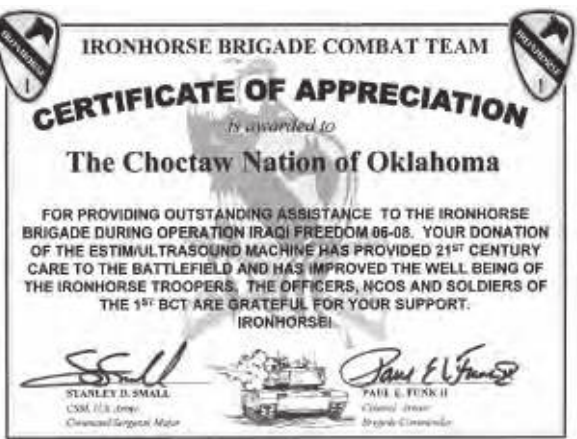 IRONHORSE BRIGADE COMBAT TEAM
IRONHORSE
1
IRONHORSE
1
CERTIFICATE OF APPRECIATION
is awarded to
The Choctaw Nation of Oklahoma
FOR PROVIDING OUTSTANDING ASSISTANCE TO THE IRONHORSE
BRIGADE DURING OPERATION IRAQI FREEDOM 06-08. YOUR DONATION
OF THE ESTIM/ULTRASOUND MACHINE HAS PROVIDED 21ST CENTURY
CARE TO THE BATTLEFIELD AND HAS IMPROVED THE WELL BEING OF
THE IRONHORSE TROOPERS. THE OFFICERS, NCOS AND SOLDIERS OF
THE 1ST BCT ARE GRATEFUL FOR YOUR SUPPORT.
IRONHORSE!
STANLEY D. SMALL
CSM, U.S. Army
Command Sergeant Major
PAUL E. FUNK II
Colonel, Armor
Brigade Commander